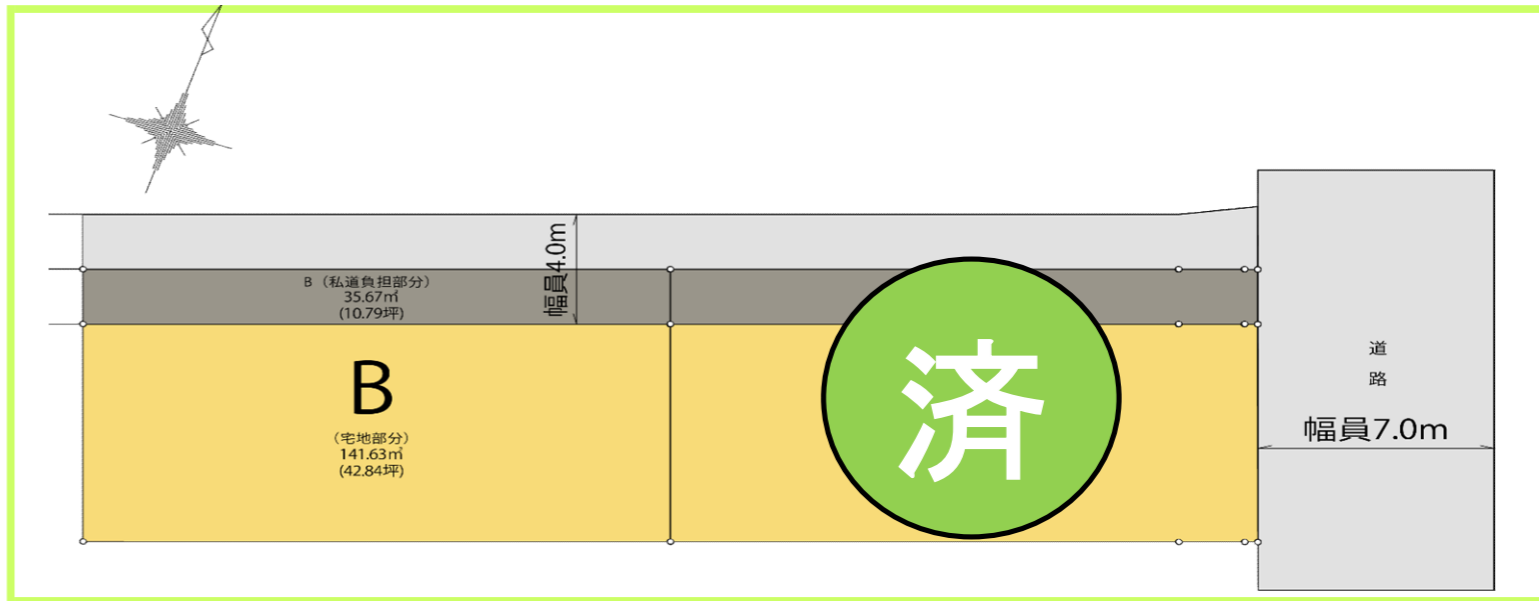 B（私道負担部分）
35.67㎡
(10.79坪)
幅員4.0m
B
（宅地部分）
141.63㎡
(42.84坪)
済
道
路
幅員7.0m